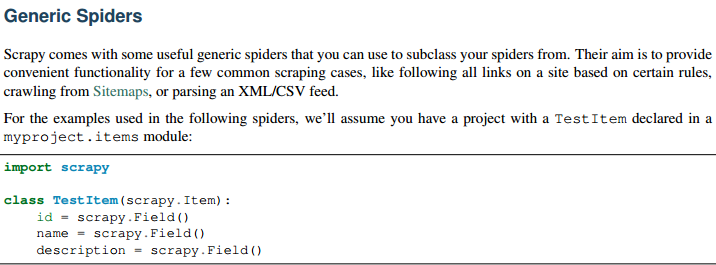 Generic Spiders
Scrapy comes with some useful generic spiders that you can use to subclass your spiders from. Their aim is to provide
convenient functionality for a few common scraping cases, like following all links on a site based on certain rules,
crawling from Sitemaps, or parsing an XML/CSV feed.
For the examples used in the following spiders, we’ll assume you have a project with a TestItem declared in a
myproject.items module:
import scrapy
class TestItem(scrapy.Item):
    id = scrapy.Field()
    name = scrapy.Field()
    description = scrapy.Field()